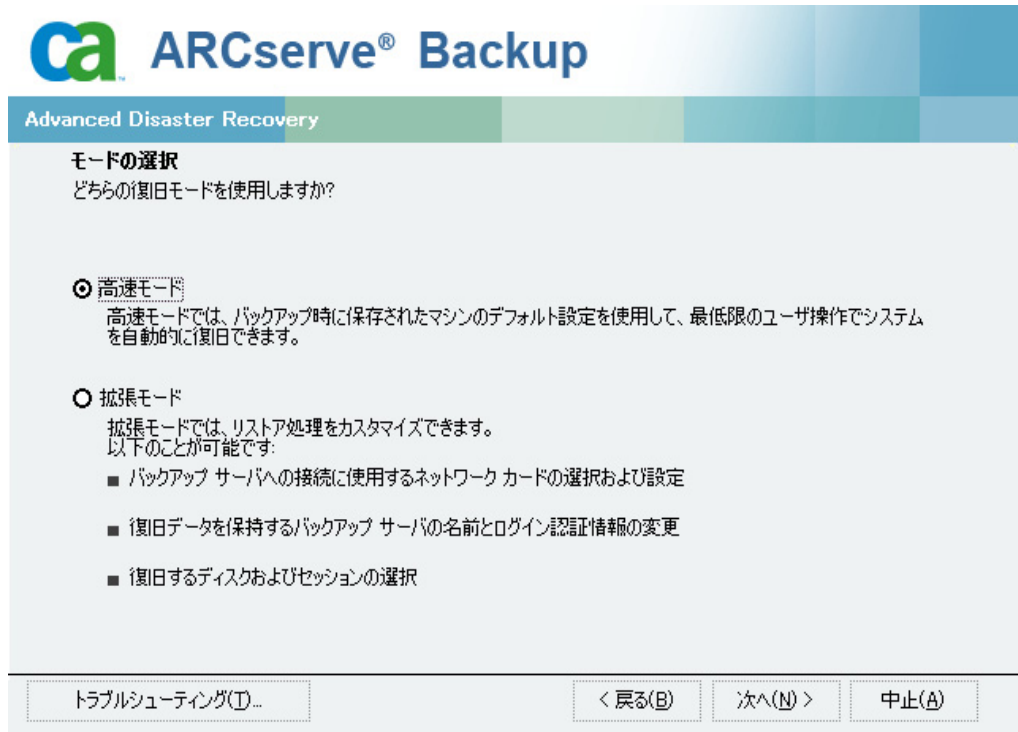 ca ARCserve® Backup
Advanced Disaster Recovery
モードの選択
どちらの復旧モードを使用しますか?
高速モード
高速モードでは、バックアップ時に保存されたマシンのデフォルト設定を使用して、最低限のユーザ操作でシステム
を自動的に復旧できます。
拡張モード
拡張モードでは、リストア処理をカスタマイズできます。
以下のことが可能です:
■ バックアップ サーバへの接続に使用するネットワーク カードの選択および設定
■ 復旧データを保持するバックアップ サーバの名前とログイン認証情報の変更
■ 復旧するディスクおよびセッションの選択
トラブルシューティング(T)... < 戻る(B) 次へ(N) > 中止(A)